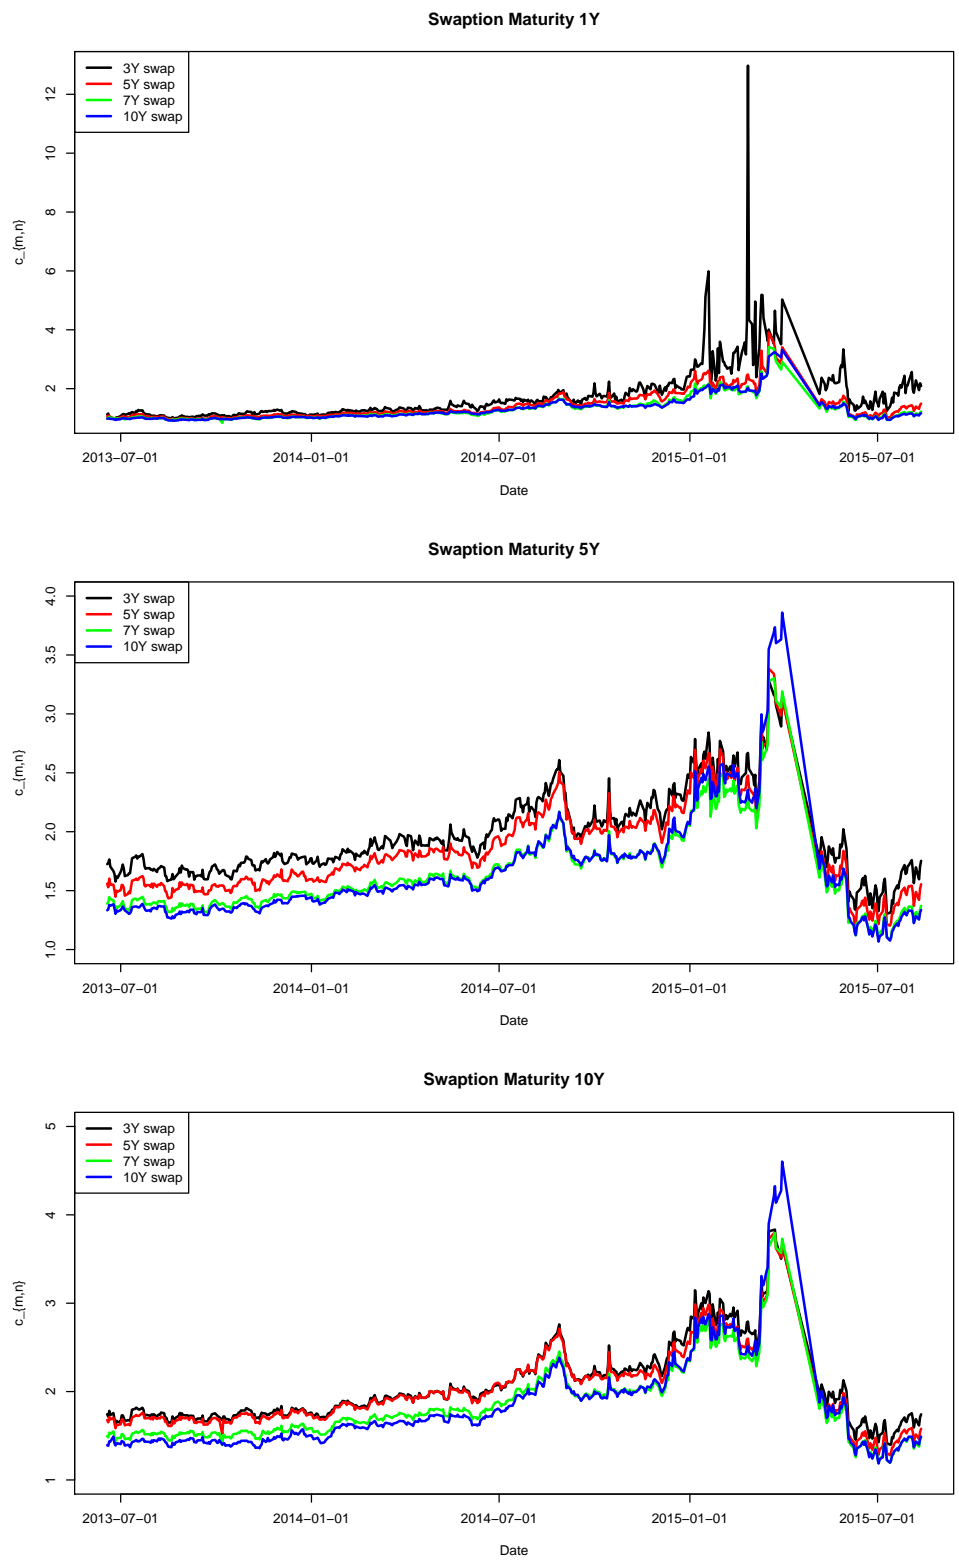 Swaption Maturity 1Y
3Y swap
5Y swap
7Y swap
10Y swap
12
10
8
6
4
2
c_{m,n}
2013−07−01 2014−01−01 2014−07−01 2015−01−01 2015−07−01
Date
Swaption Maturity 5Y
3Y swap
5Y swap
7Y swap
10Y swap
4.0
3.5
3.0
2.5
2.0
1.5
1.0
c_{m,n}
2013−07−01 2014−01−01 2014−07−01 2015−01−01 2015−07−01
Date
Swaption Maturity 10Y
3Y swap
5Y swap
7Y swap
10Y swap
5
4
3
2
1
c_{m,n}
2013−07−01 2014−01−01 2014−07−01 2015−01−01 2015−07−01
Date